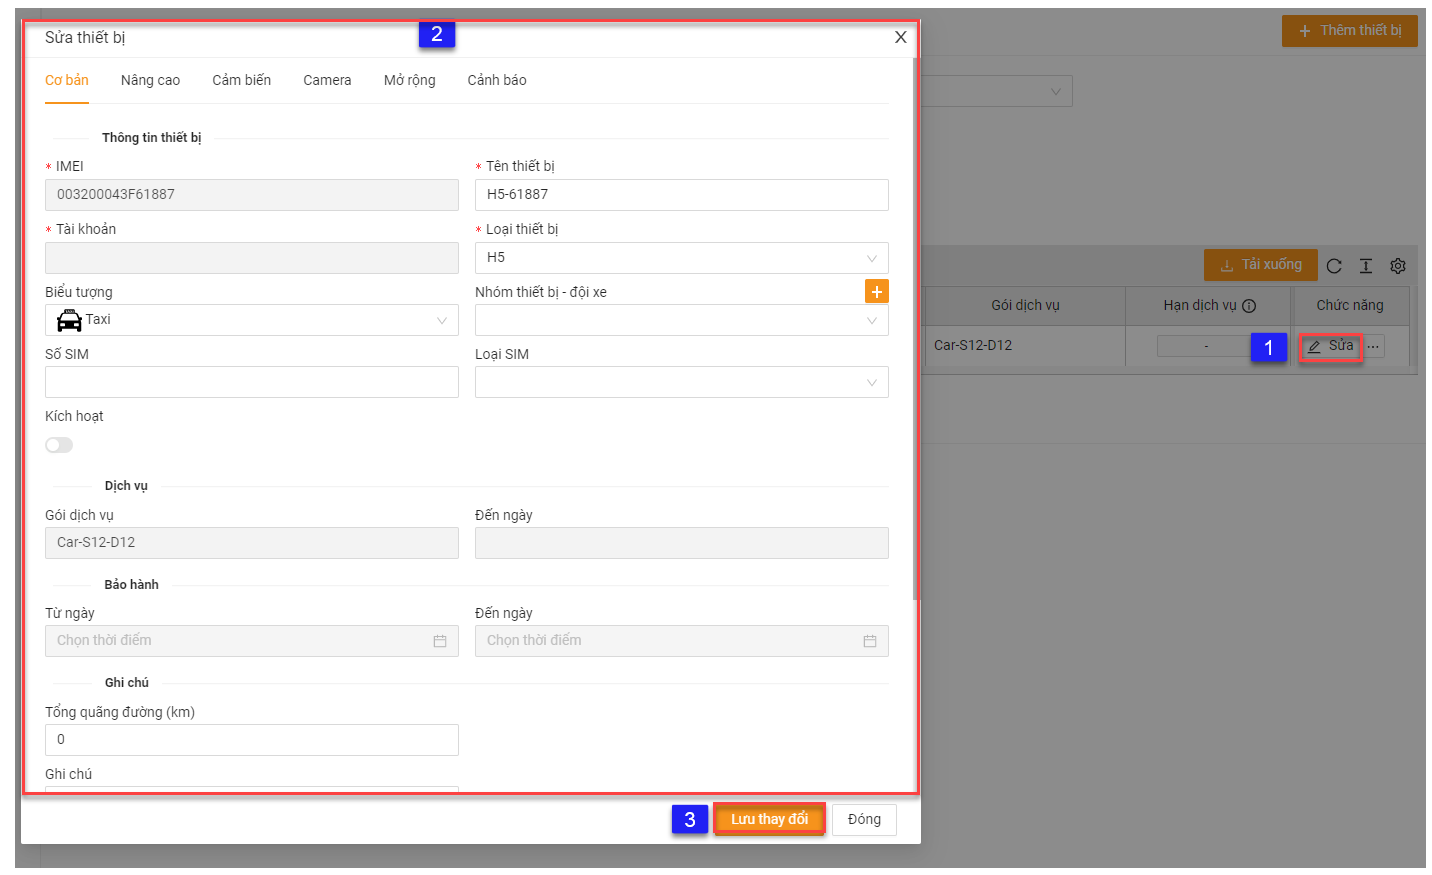 Sửa thiết bị
2
X
+ Thêm thiết bị
Cơ bản Nâng cao Cảm biến Camera Mở rộng Cảnh báo
Thông tin thiết bị
* IMEI
003200043F61887
* Tên thiết bị
H5-61887
* Tài khoản
* Loại thiết bị
H5
Biểu tượng
Taxi
Nhóm thiết bị - đội xe
+
Số SIM
Loại SIM
Kích hoạt
Dịch vụ
Gói dịch vụ
Car-S12-D12
Đến ngày
Bảo hành
Từ ngày
Chọn thời điểm
Đến ngày
Chọn thời điểm
Ghi chú
Tổng quãng đường (km)
0
Ghi chú
3
Lưu thay đổi
Đóng
Tải xuống
Gói dịch vụ Hạn dịch vụ Chức năng
Car-S12-D12 - 1 Sửa ...